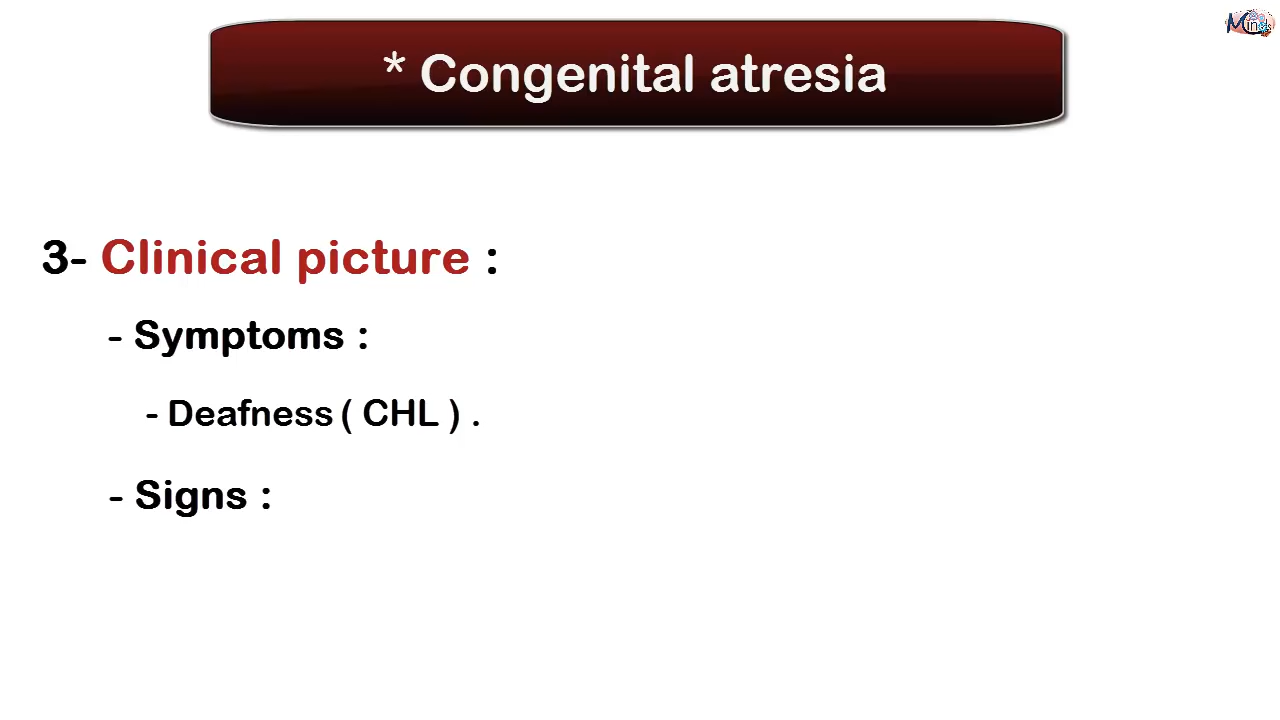 * Congenital atresia
3- Clinical picture :
- Symptoms :
- Deafness ( CHL ) .
- Signs :